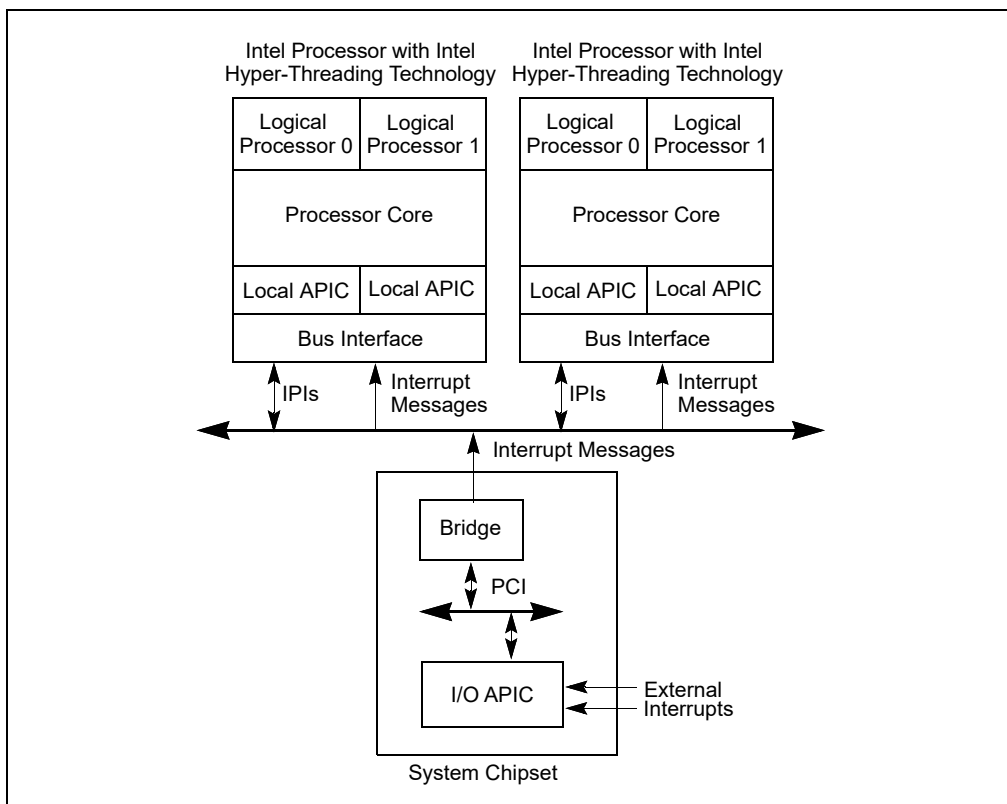 Intel Processor with Intel
Hyper-Threading Technology
Intel Processor with Intel
Hyper-Threading Technology
Logical
Processor 0
Logical
Processor 1
Logical
Processor 0
Logical
Processor 1
Processor Core
Processor Core
Local APIC
Local APIC
Local APIC
Local APIC
Bus Interface
Bus Interface
IPIs
Interrupt
Messages
IPIs
Interrupt
Messages
Interrupt Messages
Bridge
PCI
I/O APIC
External
Interrupts
System Chipset